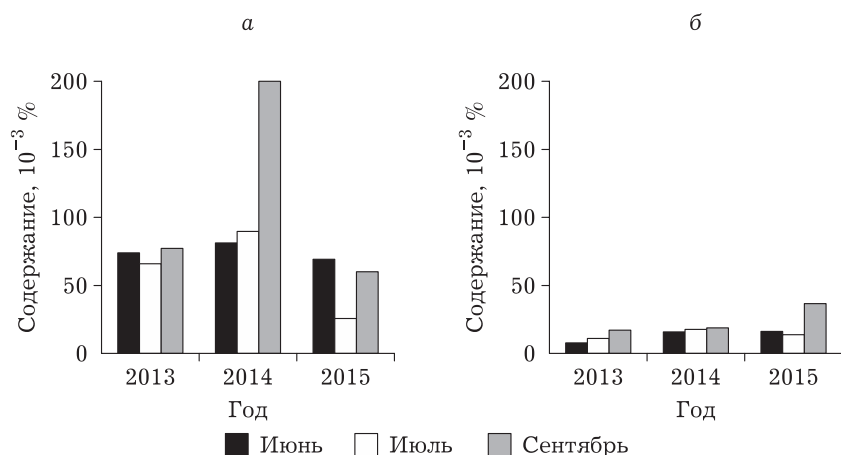 а
Содержание, 10⁻³ %
200
150
100
50
0
2013 2014 2015
Год
б
Содержание, 10⁻³ %
200
150
100
50
0
2013 2014 2015
Год
Июнь Июль Сентябрь